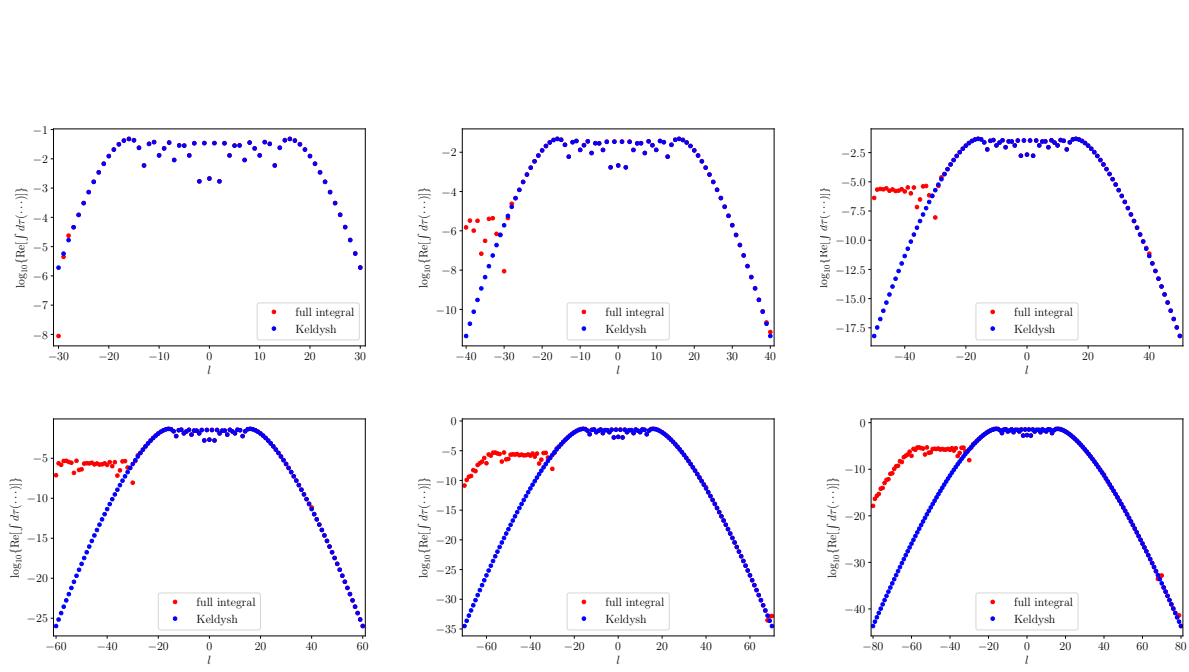 −1
−2
−3
−4
−5
−6
−7
−8
log₁₀{Re[∫ dτ(···)]}
−30 −20 −10 0 10 20 30
l
full integral
Keldysh
−2
−4
−6
−8
−10
log₁₀{Re[∫ dτ(···)]}
−40 −30 −20 −10 0 10 20 30 40
l
full integral
Keldysh
−2.5
−5.0
−7.5
−10.0
−12.5
−15.0
−17.5
log₁₀{Re[∫ dτ(···)]}
−40 −20 0 20 40
l
full integral
Keldysh
−5
−10
−15
−20
−25
log₁₀{Re[∫ dτ(···)]}
−60 −40 −20 0 20 40 60
l
full integral
Keldysh
0
−5
−10
−15
−20
−25
−30
−35
log₁₀{Re[∫ dτ(···)]}
−60 −40 −20 0 20 40 60
l
full integral
Keldysh
0
−10
−20
−30
−40
log₁₀{Re[∫ dτ(···)]}
−80 −60 −40 −20 0 20 40 60 80
l
full integral
Keldysh